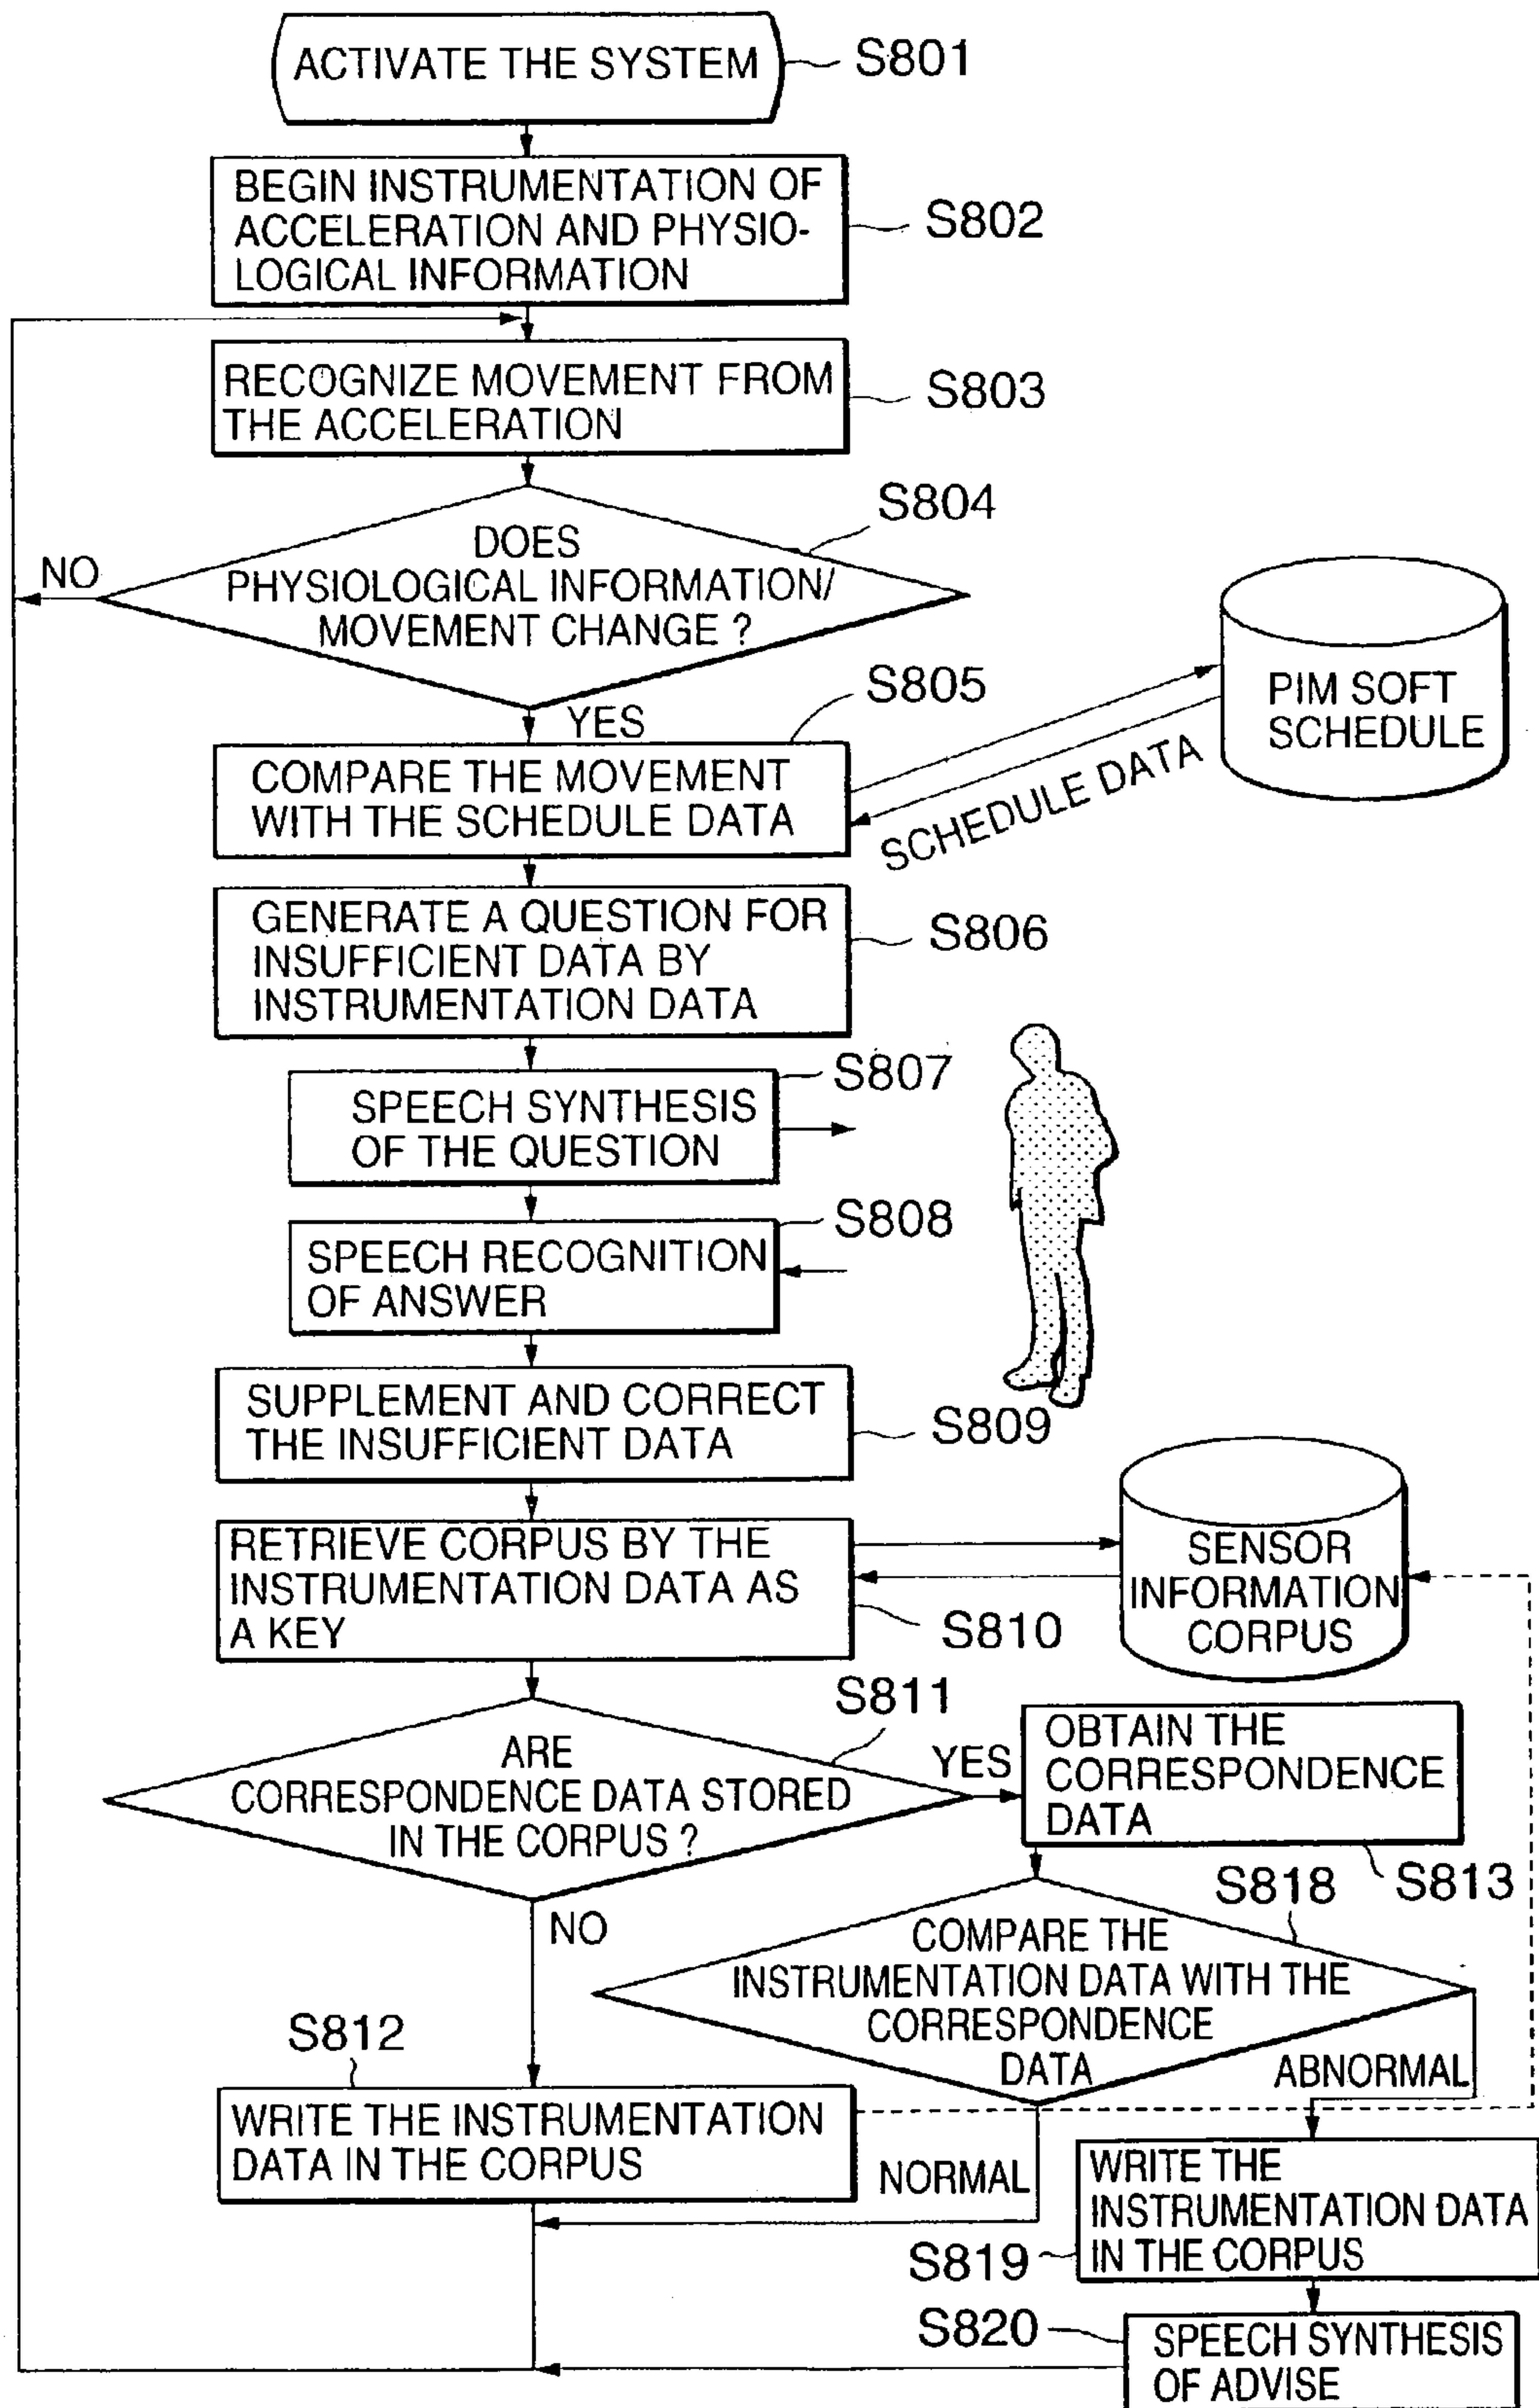 ACTIVATE THE SYSTEM
S801
BEGIN INSTRUMENTATION OF
ACCELERATION AND PHYSIO-
LOGICAL INFORMATION
S802
RECOGNIZE MOVEMENT FROM
THE ACCELERATION
S803
S804
DOES
PHYSIOLOGICAL INFORMATION/
MOVEMENT CHANGE ?
NO
YES
S805
COMPARE THE MOVEMENT
WITH THE SCHEDULE DATA
PIM SOFT
SCHEDULE
SCHEDULE DATA
GENERATE A QUESTION FOR
INSUFFICIENT DATA BY
INSTRUMENTATION DATA
S806
S807
SPEECH SYNTHESIS
OF THE QUESTION
S808
SPEECH RECOGNITION
OF ANSWER
SUPPLEMENT AND CORRECT
THE INSUFFICIENT DATA
S809
RETRIEVE CORPUS BY THE
INSTRUMENTATION DATA AS
A KEY
S810
SENSOR
INFORMATION
CORPUS
S811
ARE
CORRESPONDENCE DATA STORED
IN THE CORPUS ?
YES
NO
OBTAIN THE
CORRESPONDENCE
DATA
S813
S818
COMPARE THE
INSTRUMENTATION DATA WITH THE
CORRESPONDENCE
DATA
ABNORMAL
NORMAL
S812
WRITE THE INSTRUMENTATION
DATA IN THE CORPUS
WRITE THE
INSTRUMENTATION DATA
IN THE CORPUS
S819
S820
SPEECH SYNTHESIS
OF ADVISE